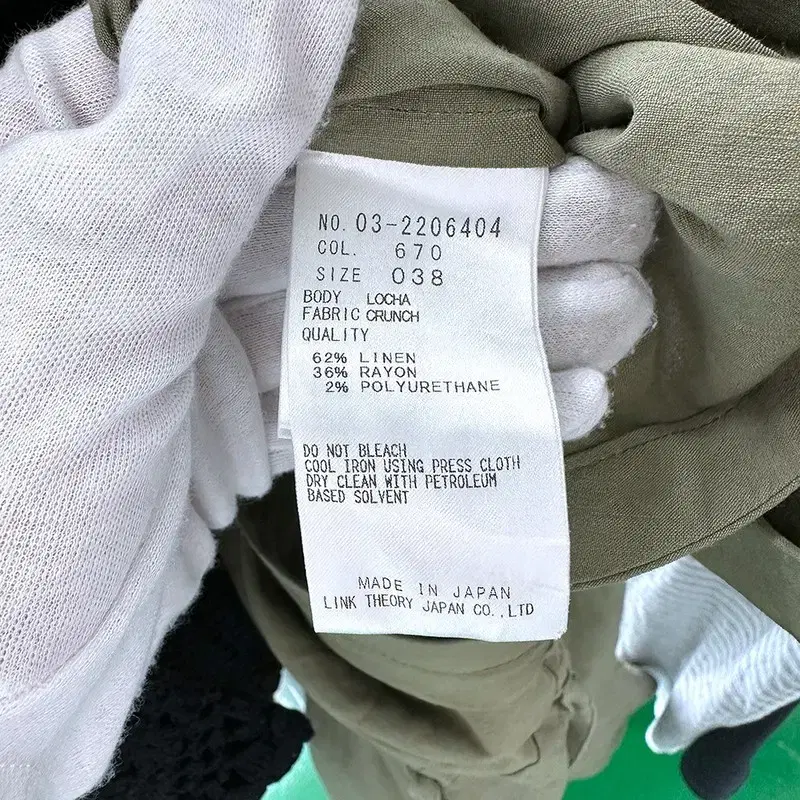 NO. 03-2206404
COL. 670
SIZE 038
BODY LOCHA
FABRIC CRUNCH
QUALITY
62% LINEN
36% RAYON
2% POLYURETHANE
DO NOT BLEACH
COOL IRON USING PRESS CLOTH
DRY CLEAN WITH PETROLEUM
BASED SOLVENT
MADE IN JAPAN
LINK THEORY JAPAN CO.,LTD